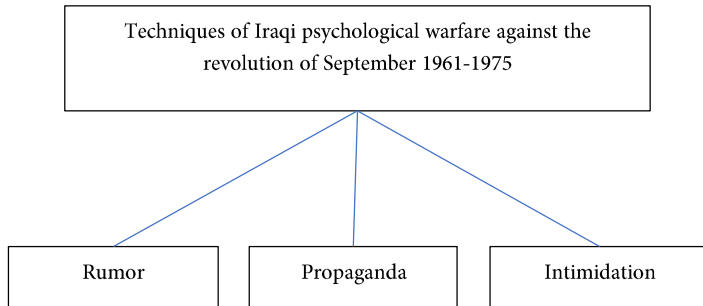 Techniques of Iraqi psychological warfare against the
revolution of September 1961-1975
Rumor
Propaganda
Intimidation